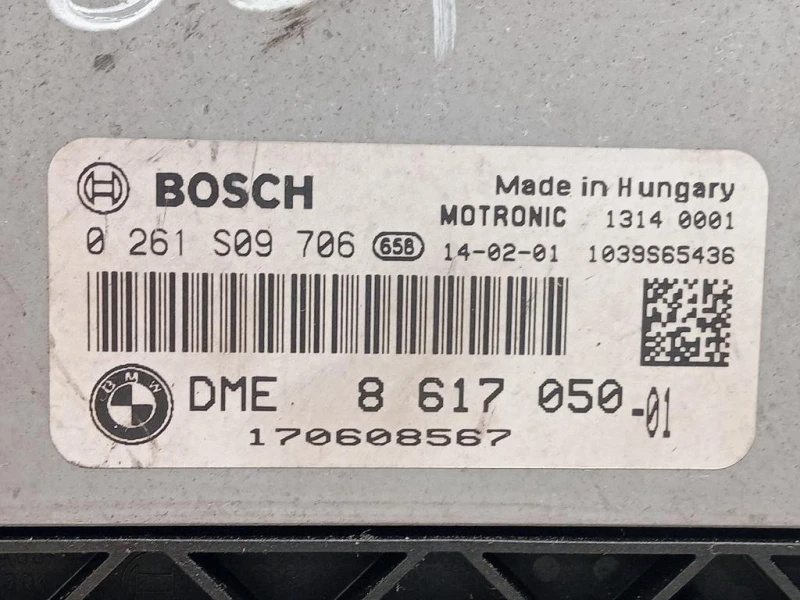 BOSCH
Made in Hungary
MOTRONIC 1314 0001
0 261 S09 706 658 14-02-01 1039S65436
BMW
DME 8 617 050-01
170608567